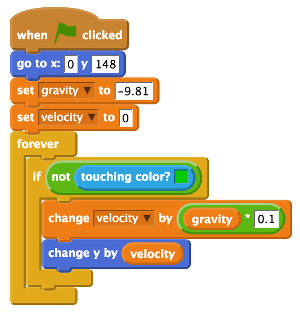 when clicked
go to x: 0 y 148
set gravity to -9.81
set velocity to 0
forever
if not touching color?
change velocity by gravity * 0.1
change y by velocity